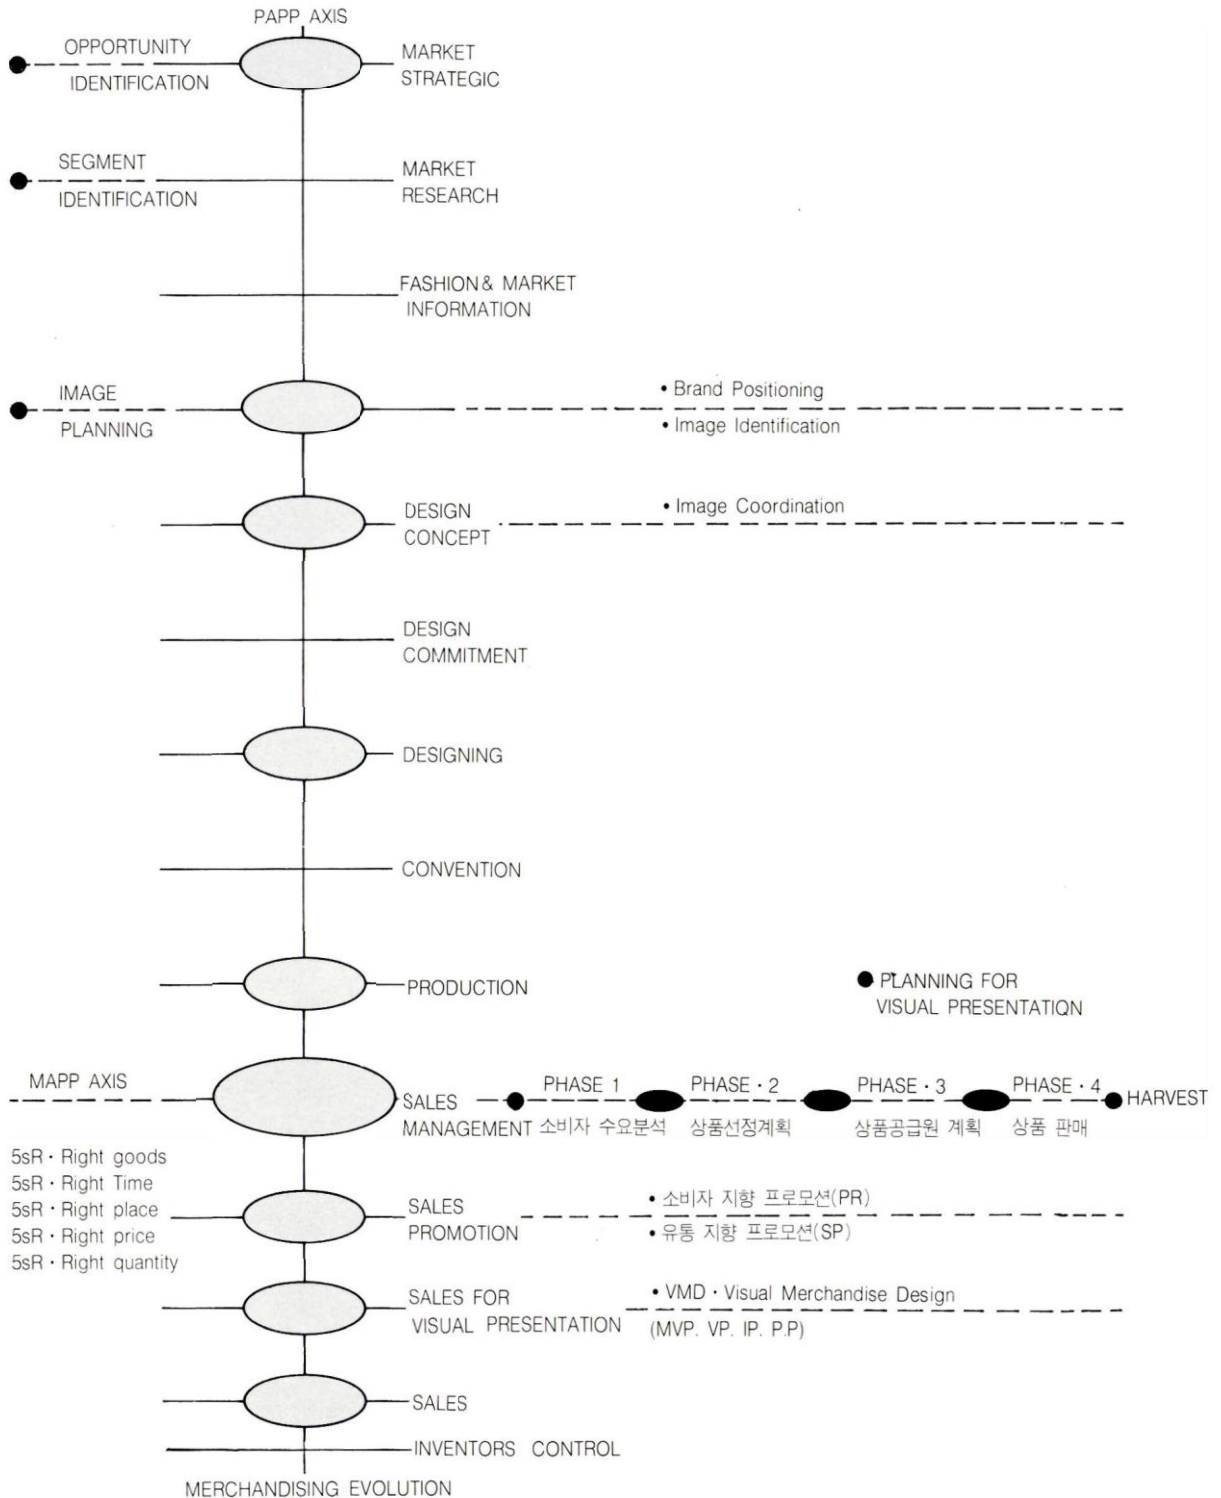 PAPP AXIS
OPPORTUNITY
IDENTIFICATION
MARKET
STRATEGIC
SEGMENT
IDENTIFICATION
MARKET
RESEARCH
FASHION & MARKET
INFORMATION
IMAGE
PLANNING
• Brand Positioning
• Image Identification
DESIGN
CONCEPT
• Image Coordination
DESIGN
COMMITMENT
DESIGNING
CONVENTION
PRODUCTION
PLANNING FOR
VISUAL PRESENTATION
MAPP AXIS
SALES
MANAGEMENT
PHASE 1
소비자 수요분석
PHASE · 2
상품선정계획
PHASE · 3
상품공급원 계획
PHASE · 4
상품 판매
HARVEST
5sR · Right goods
5sR · Right Time
5sR · Right place
5sR · Right price
5sR · Right quantity
SALES
PROMOTION
• 소비자 지향 프로모션(PR)
• 유통 지향 프로모션(SP)
SALES FOR
VISUAL PRESENTATION
• VMD · Visual Merchandise Design
(MVP. VP. IP. P.P)
SALES
INVENTORS CONTROL
MERCHANDISING EVOLUTION